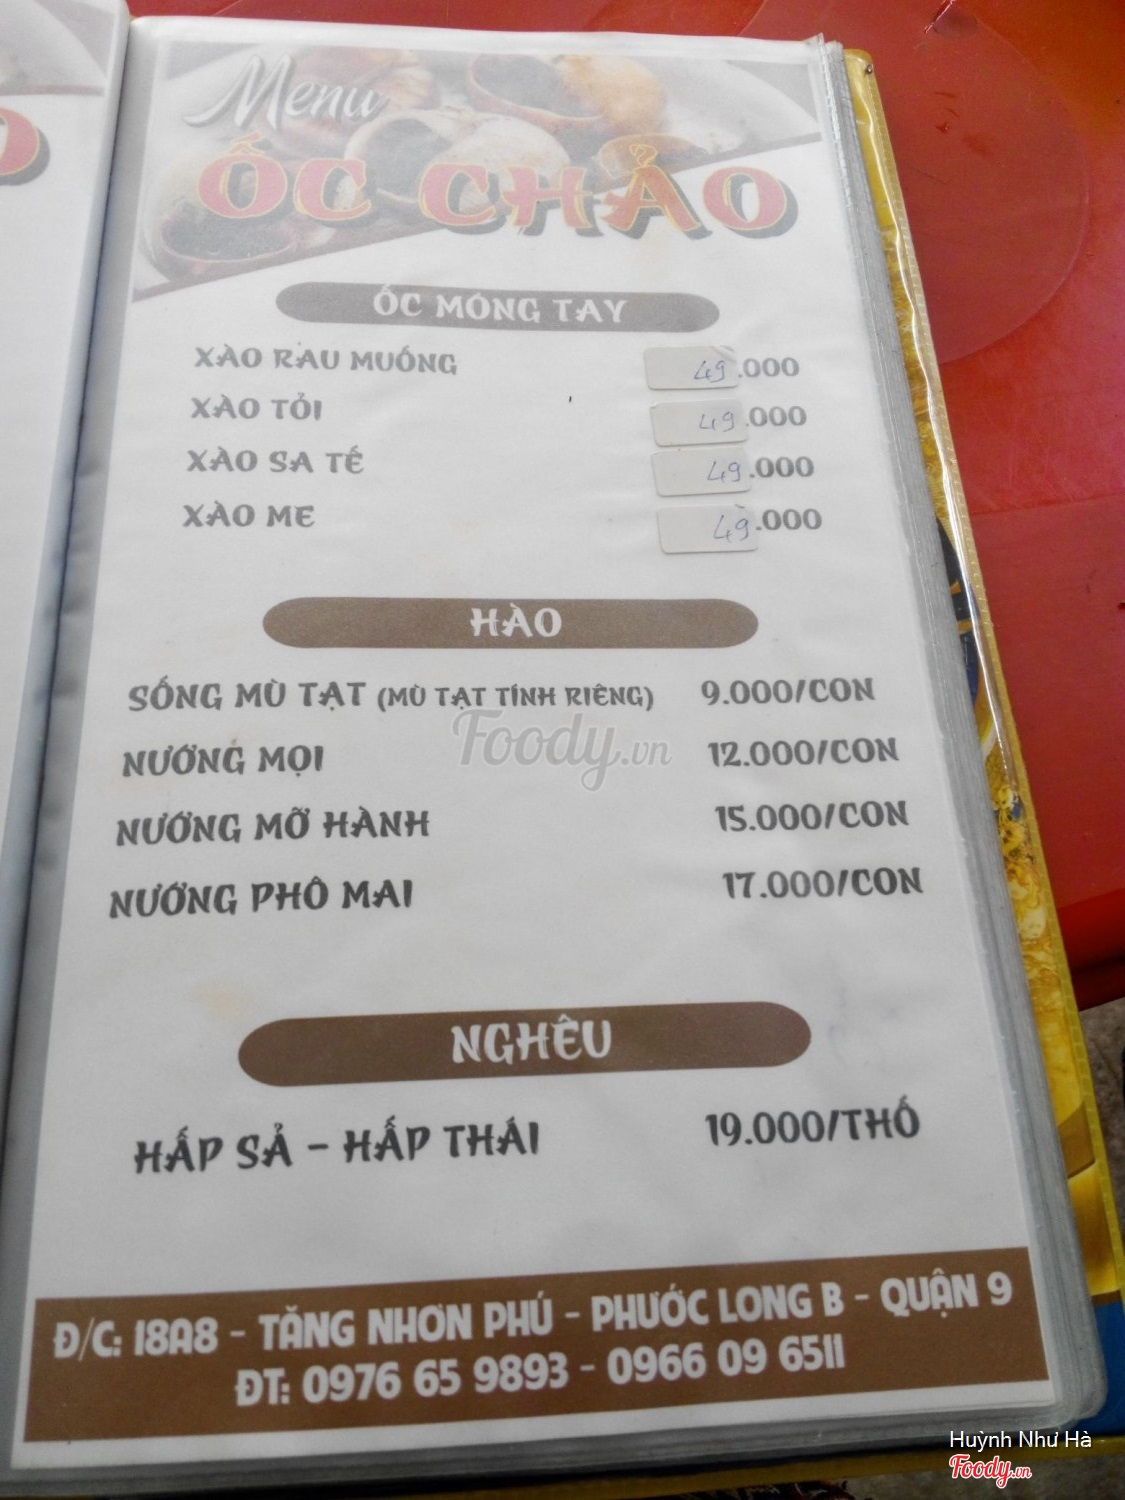 Menu
ỐC CHẢO
ỐC MÓNG TAY
XÀO RAU MUỐNG 49.000
XÀO TỎI 49.000
XÀO SA TẾ 49.000
XÀO ME 49.000
HÀO
SỐNG MÙ TẠT (MÙ TẠT TÍNH RIÊNG) 9.000/CON
Foody.vn
NƯỚNG MỌI 12.000/CON
NƯỚNG MỠ HÀNH 15.000/CON
NƯỚNG PHÔ MAI 17.000/CON
NGHÊU
HẤP SẢ - HẤP THÁI 19.000/THỐ
Đ/C: 18A8 - TĂNG NHƠN PHÚ - PHƯỚC LONG B - QUẬN 9
ĐT: 0976 65 9893 - 0966 09 6511
Huỳnh Như Hà
Foody.vn